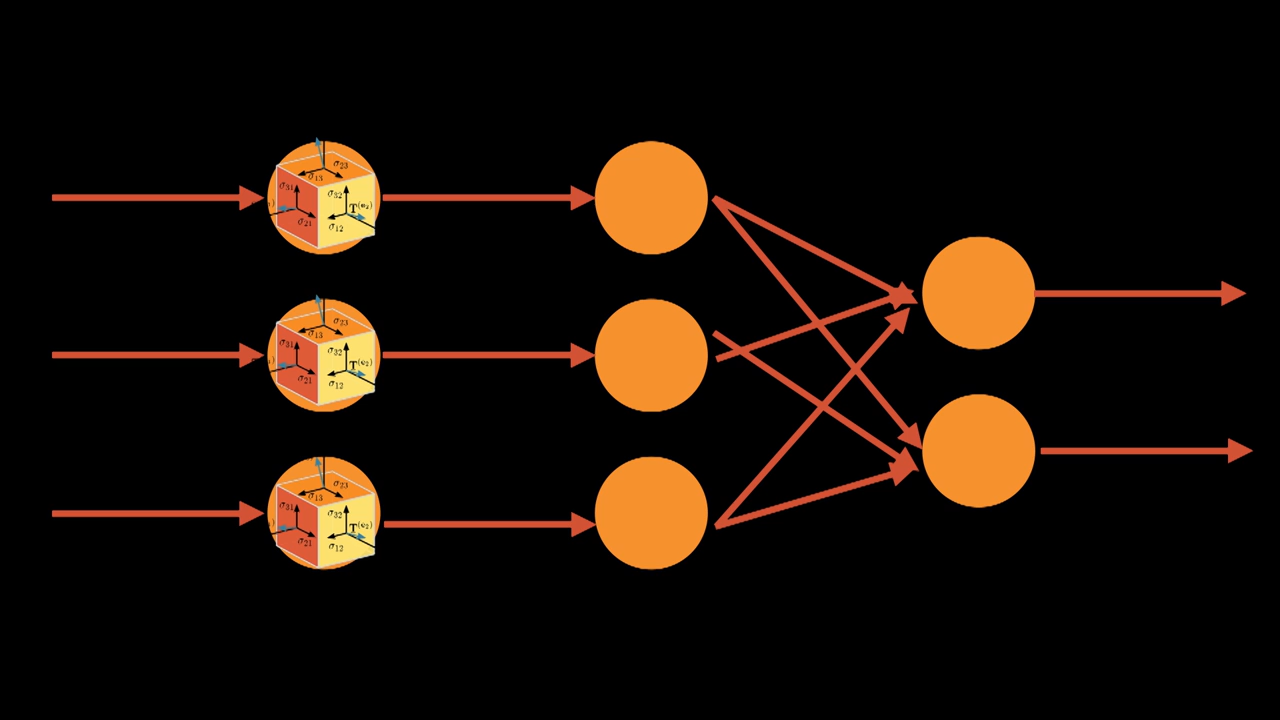 σ₂₃
σ₁₃
σ₃₁
σ₃₂
T⁽ᵉ²⁾
σ₂₁
σ₁₂
σ₂₃
σ₁₃
σ₃₁
σ₃₂
T⁽ᵉ²⁾
σ₂₁
σ₁₂
σ₂₃
σ₁₃
σ₃₁
σ₃₂
T⁽ᵉ²⁾
σ₂₁
σ₁₂